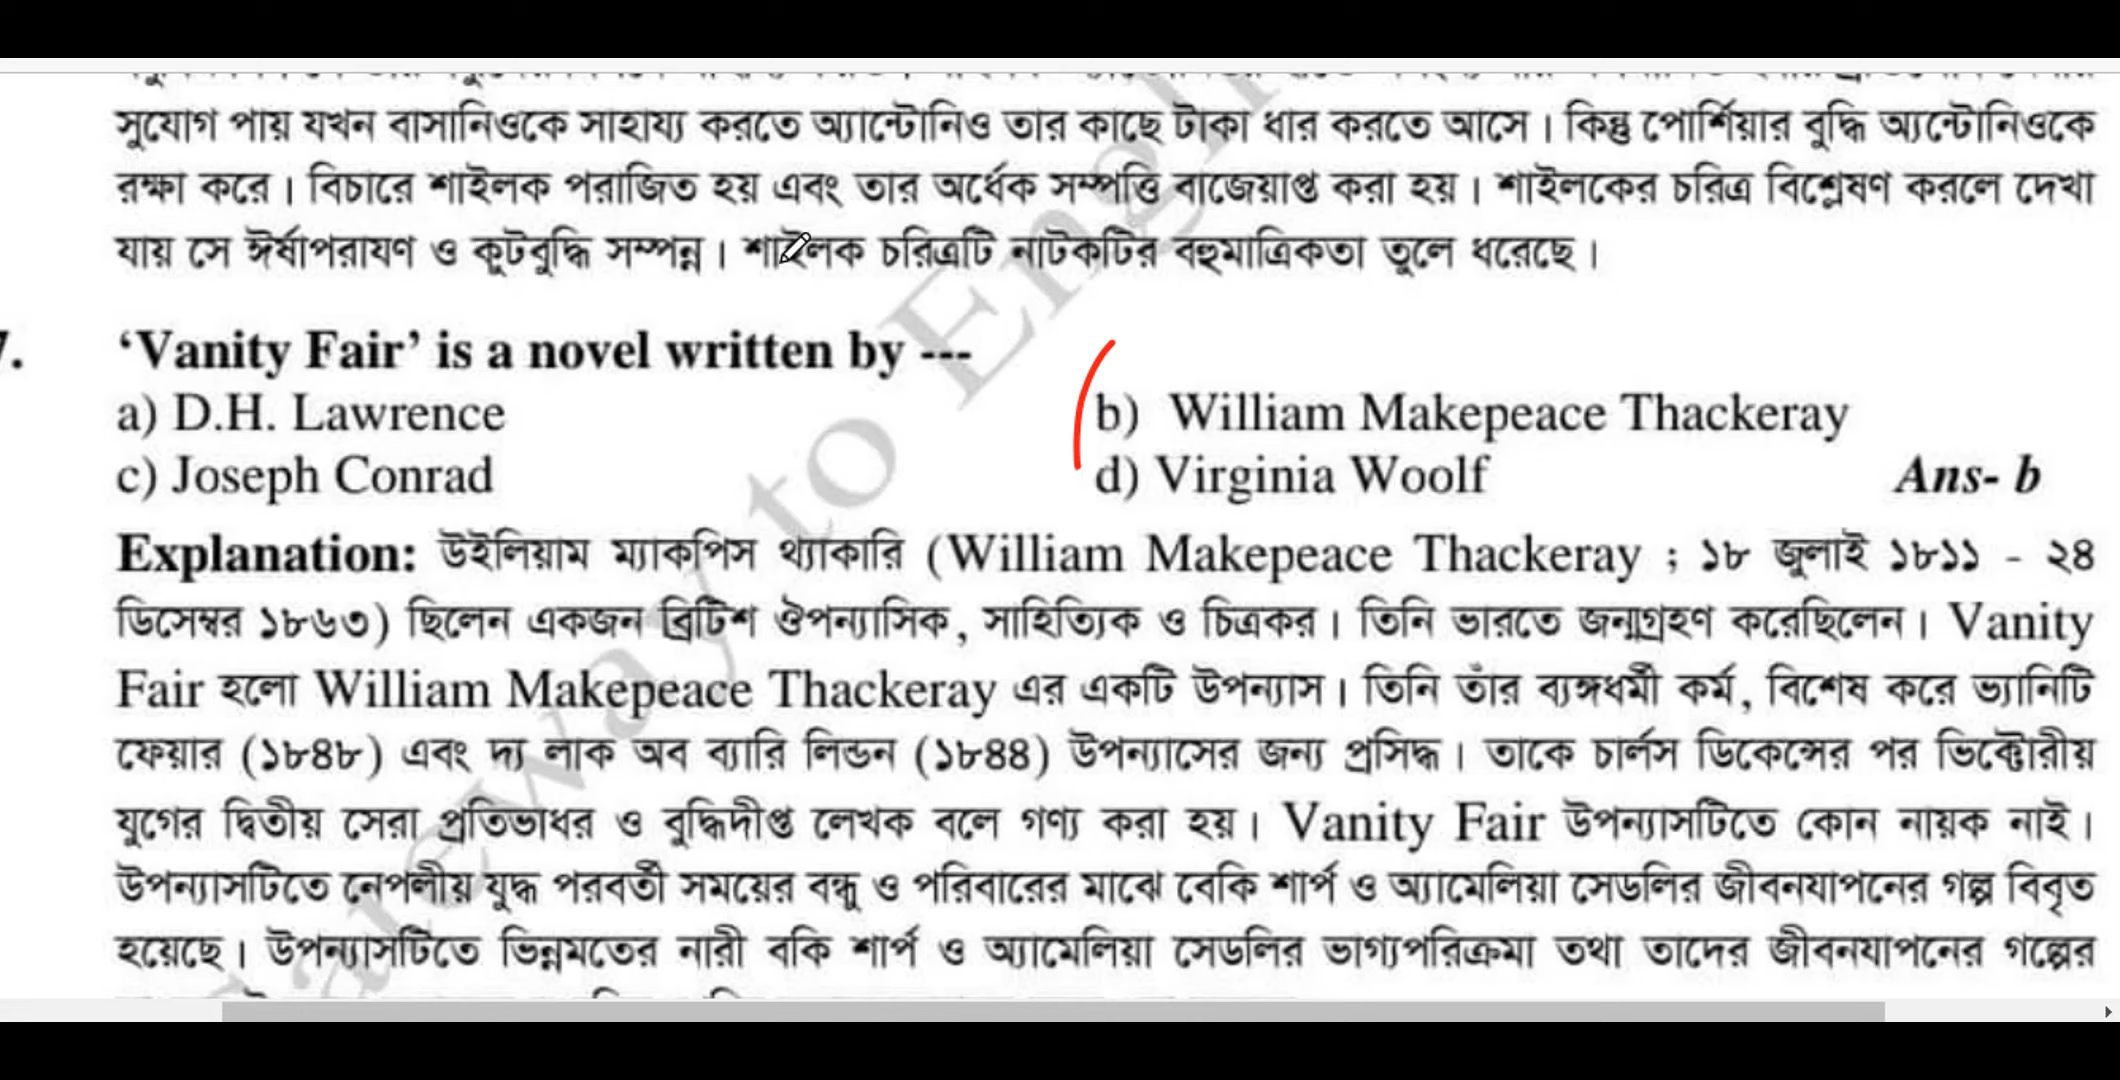 সুযোগ পায় যখন বাসানিওকে সাহায্য করতে অ্যান্টোনিও তার কাছে টাকা ধার করতে আসে। কিন্তু পোর্শিয়ার বুদ্ধি অ্যন্টোনিওকে
রক্ষা করে। বিচারে শাইলক পরাজিত হয় এবং তার অর্ধেক সম্পত্তি বাজেয়াপ্ত করা হয়। শাইলকের চরিত্র বিশ্লেষণ করলে দেখা
যায় সে ঈর্ষাপরায়ণ ও কূটবুদ্ধি সম্পন্ন। শাইলক চরিত্রটি নাটকটির বহুমাত্রিকতা তুলে ধরেছে।
7. ‘Vanity Fair’ is a novel written by ---
a) D.H. Lawrence b) William Makepeace Thackeray
c) Joseph Conrad d) Virginia Woolf Ans- b
Explanation: উইলিয়াম ম্যাকপিস থ্যাকারি (William Makepeace Thackeray ; ১৮ জুলাই ১৮১১ - ২৪
ডিসেম্বর ১৮৬৩) ছিলেন একজন ব্রিটিশ ঔপন্যাসিক, সাহিত্যিক ও চিত্রকর। তিনি ভারতে জন্মগ্রহণ করেছিলেন। Vanity
Fair হলো William Makepeace Thackeray এর একটি উপন্যাস। তিনি তাঁর ব্যঙ্গধর্মী কর্ম, বিশেষ করে ভ্যানিটি
ফেয়ার (১৮৪৮) এবং দ্য লাক অব ব্যারি লিন্ডন (১৮৪৪) উপন্যাসের জন্য প্রসিদ্ধ। তাকে চার্লস ডিকেন্সের পর ভিক্টোরীয়
যুগের দ্বিতীয় সেরা প্রতিভাধর ও বুদ্ধিদীপ্ত লেখক বলে গণ্য করা হয়। Vanity Fair উপন্যাসটিতে কোন নায়ক নাই।
উপন্যাসটিতে নেপলীয় যুদ্ধ পরবর্তী সময়ের বন্ধু ও পরিবারের মাঝে বেকি শার্প ও অ্যামেলিয়া সেডলির জীবনযাপনের গল্প বিবৃত
হয়েছে। উপন্যাসটিতে ভিন্নমতের নারী বকি শার্প ও অ্যামেলিয়া সেডলির ভাগ্যপরিক্রমা তথা তাদের জীবনযাপনের গল্পের